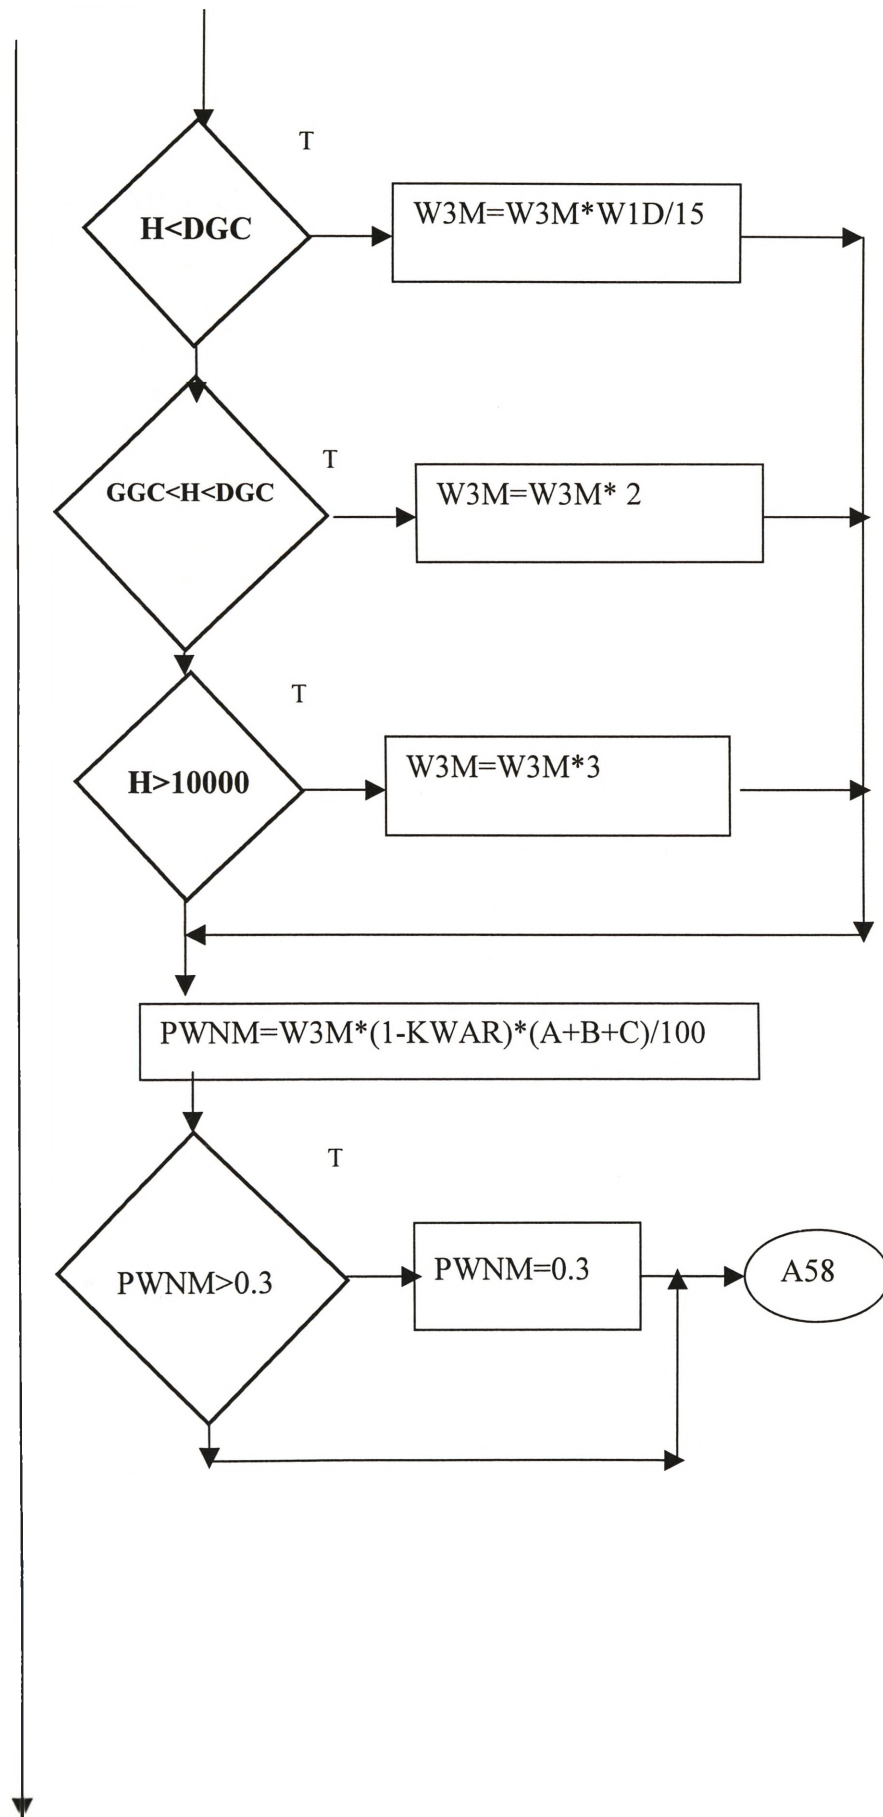 T
H<DGC
W3M=W3M*W1D/15
T
GGC<H<DGC
W3M=W3M* 2
T
H>10000
W3M=W3M*3
PWNM=W3M*(1-KWAR)*(A+B+C)/100
T
PWNM>0.3
PWNM=0.3
A58